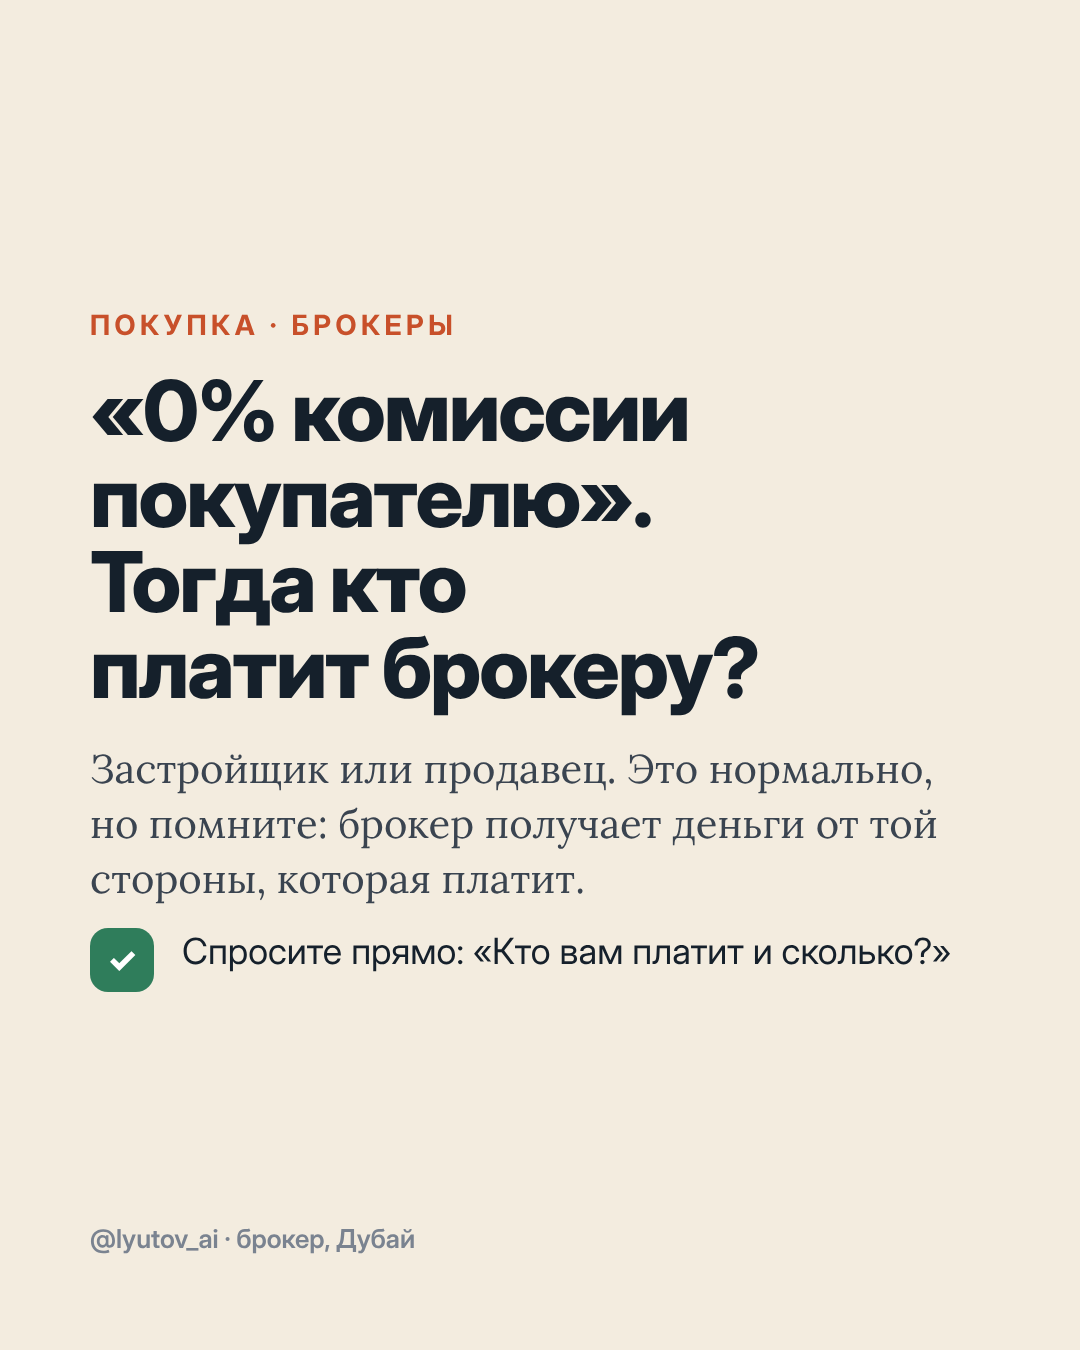 ПОКУПКА · БРОКЕРЫ
«0% комиссии
покупателю».
Тогда кто
платит брокеру?
Застройщик или продавец. Это нормально,
но помните: брокер получает деньги от той
стороны, которая платит.
Спросите прямо: «Кто вам платит и сколько?»
@lyutov_ai · брокер, Дубай